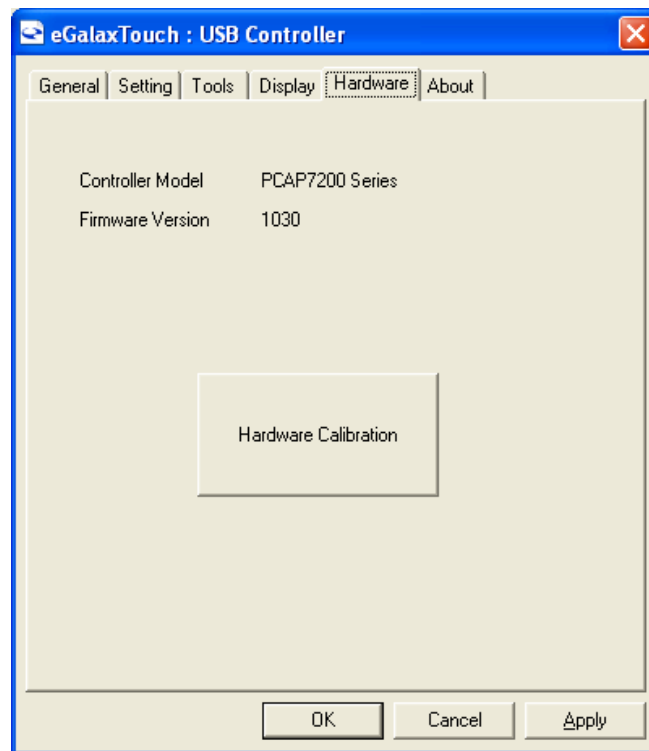 eGalaxTouch : USB Controller
General Setting Tools Display Hardware About
Controller Model PCAP7200 Series
Firmware Version 1030
Hardware Calibration
OK Cancel Apply